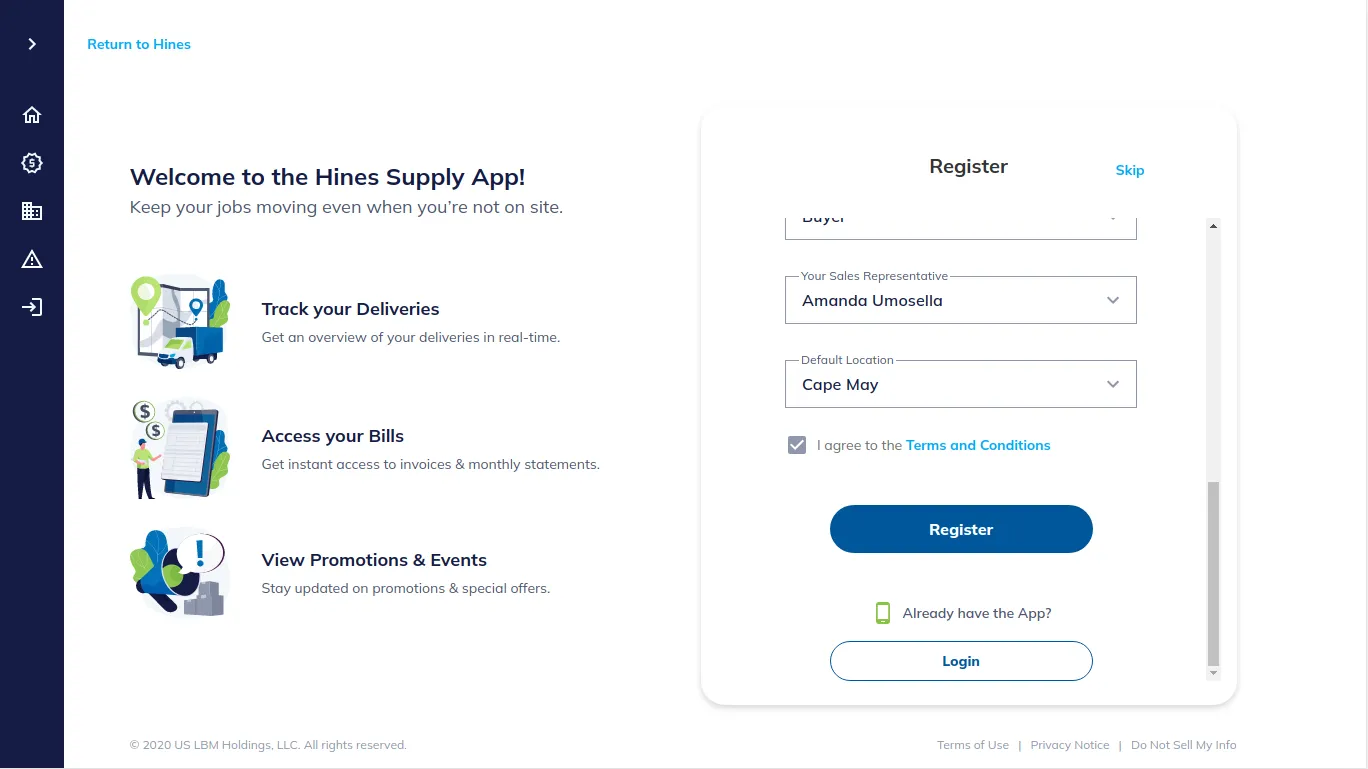 Return to Hines
Welcome to the Hines Supply App!
Keep your jobs moving even when you’re not on site.
Track your Deliveries
Get an overview of your deliveries in real-time.
Access your Bills
Get instant access to invoices & monthly statements.
View Promotions & Events
Stay updated on promotions & special offers.
Register
Skip
Buyer
Your Sales Representative
Amanda Umosella
Default Location
Cape May
I agree to the Terms and Conditions
Register
Already have the App?
Login
© 2020 US LBM Holdings, LLC. All rights reserved.
Terms of Use | Privacy Notice | Do Not Sell My Info